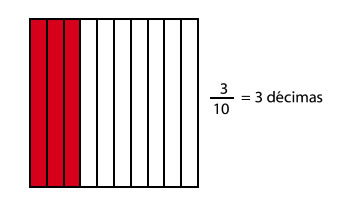 3/10 = 3 décimas